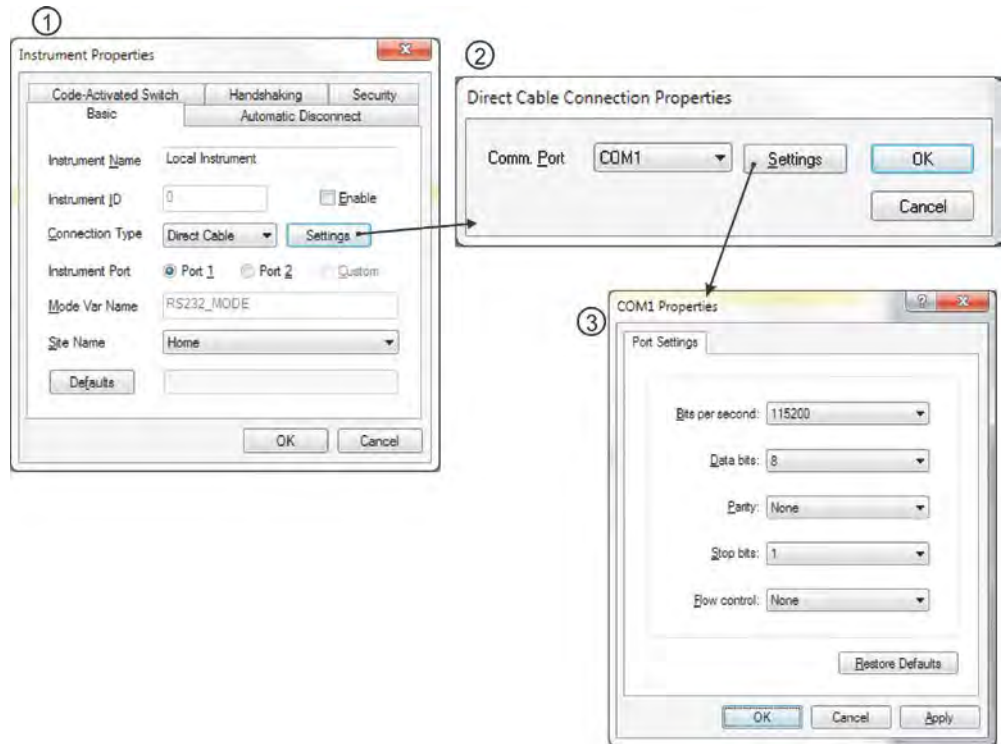 ①
Instrument Properties
Code-Activated Switch Handshaking Security
Basic Automatic Disconnect
Instrument Name Local Instrument
Instrument ID 0 Enable
Connection Type Direct Cable Settings
Instrument Port Port 1 Port 2 Custom
Mode Var Name RS232_MODE
Site Name Home
Defaults
OK Cancel
②
Direct Cable Connection Properties
Comm. Port COM1 Settings OK
Cancel
③
COM1 Properties
Port Settings
Bits per second: 115200
Data bits: 8
Parity: None
Stop bits: 1
Flow control: None
Restore Defaults
OK Cancel Apply